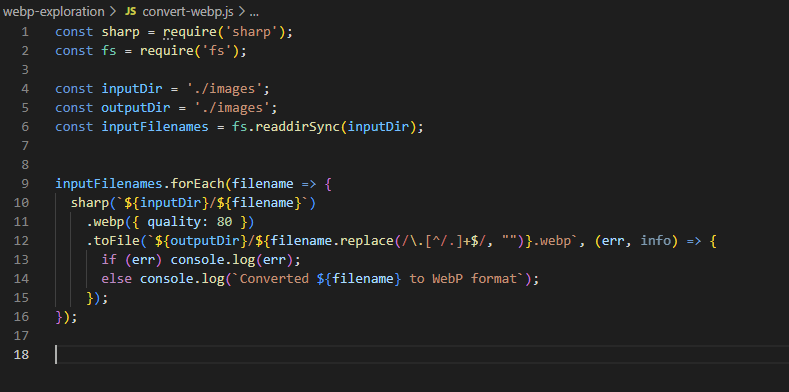 webp-exploration > JS convert-webp.js > ...
1 const sharp = require('sharp');
2 const fs = require('fs');
3
4 const inputDir = './images';
5 const outputDir = './images';
6 const inputFilenames = fs.readdirSync(inputDir);
7
8
9 inputFilenames.forEach(filename => {
10   sharp(`${inputDir}/${filename}`)
11     .webp({ quality: 80 })
12     .toFile(`${outputDir}/${filename.replace(/\.[^/.]+$/, "")}.webp`, (err, info) => {
13       if (err) console.log(err);
14       else console.log(`Converted ${filename} to WebP format`);
15     });
16 });
17
18